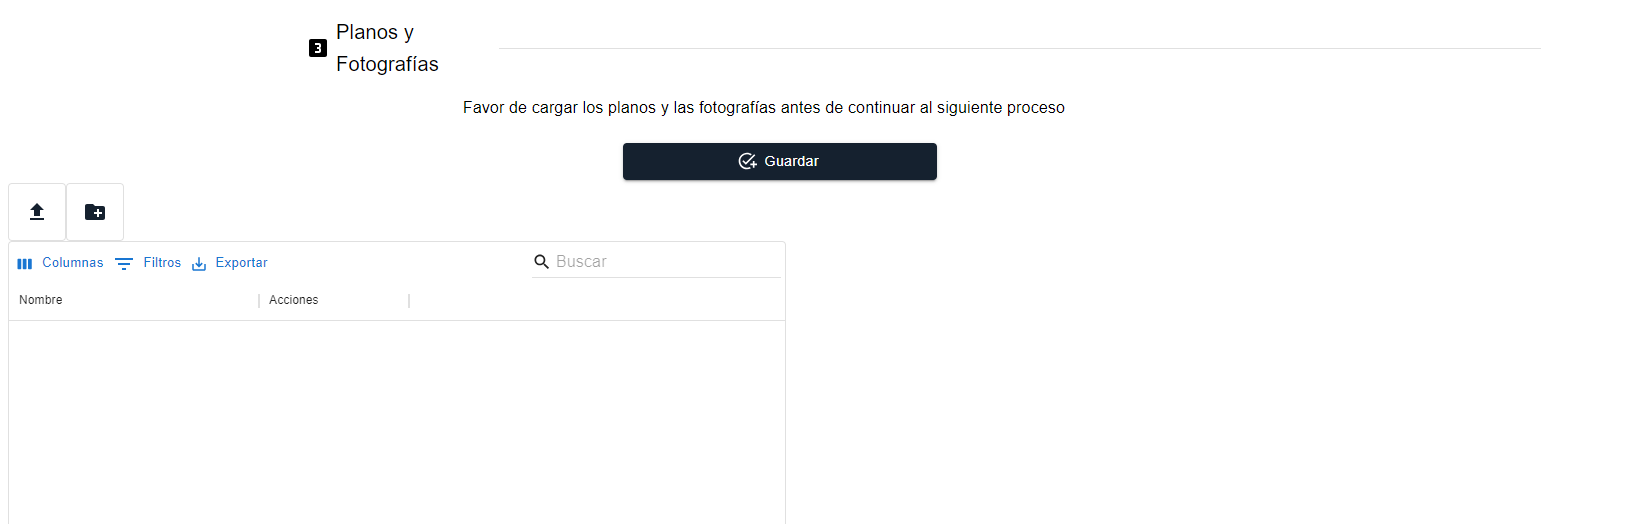 3
Planos y
Fotografías
Favor de cargar los planos y las fotografías antes de continuar al siguiente proceso
Guardar
Columnas Filtros Exportar Buscar
Nombre Acciones